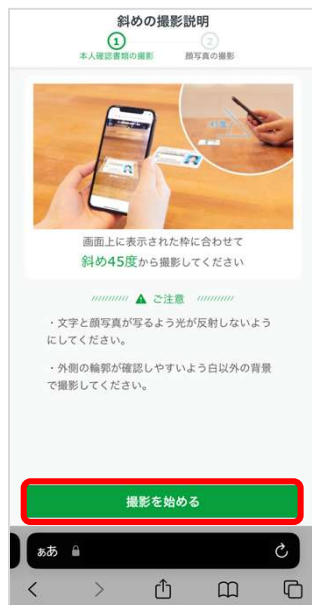 斜めの撮影説明
1
2
本人確認書類の撮影
顔写真の撮影
45度
画面上に表示された枠に合わせて
斜め45度から撮影してください
ご注意
・文字と顔写真が写るよう光が反射しないよう
にしてください。
・外側の輪郭が確認しやすいよう白以外の背景
で撮影してください。
撮影を始める
ぁあ